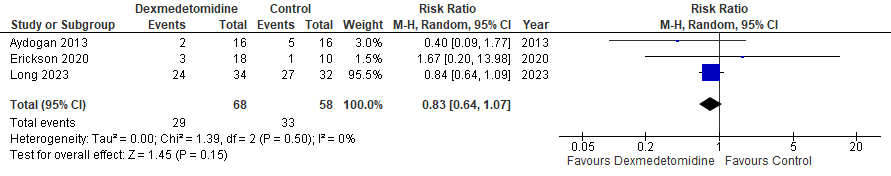 Dexmedetomidine Control Risk Ratio Risk Ratio
Study or Subgroup Events Total Events Total Weight M-H, Random, 95% CI Year M-H, Random, 95% CI
Aydogan 2013 2 16 5 16 3.0% 0.40 [0.09, 1.77] 2013
Erickson 2020 3 18 1 10 1.5% 1.67 [0.20, 13.98] 2020
Long 2023 24 34 27 32 95.5% 0.84 [0.64, 1.09] 2023
Total (95% CI) 68 58 100.0% 0.83 [0.64, 1.07]
Total events 29 33
Heterogeneity: Tau² = 0.00; Chi² = 1.39, df = 2 (P = 0.50); I² = 0%
Test for overall effect: Z = 1.45 (P = 0.15)
0.05 0.2 1 5 20
Favours Dexmedetomidine Favours Control